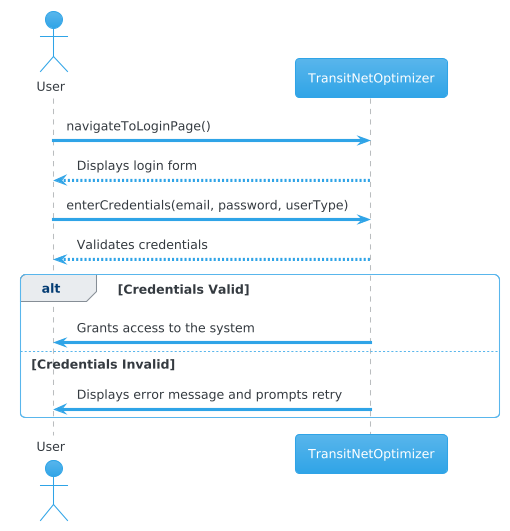 User
TransitNetOptimizer
navigateToLoginPage()
Displays login form
enterCredentials(email, password, userType)
Validates credentials
alt [Credentials Valid]
Grants access to the system
[Credentials Invalid]
Displays error message and prompts retry
User
TransitNetOptimizer